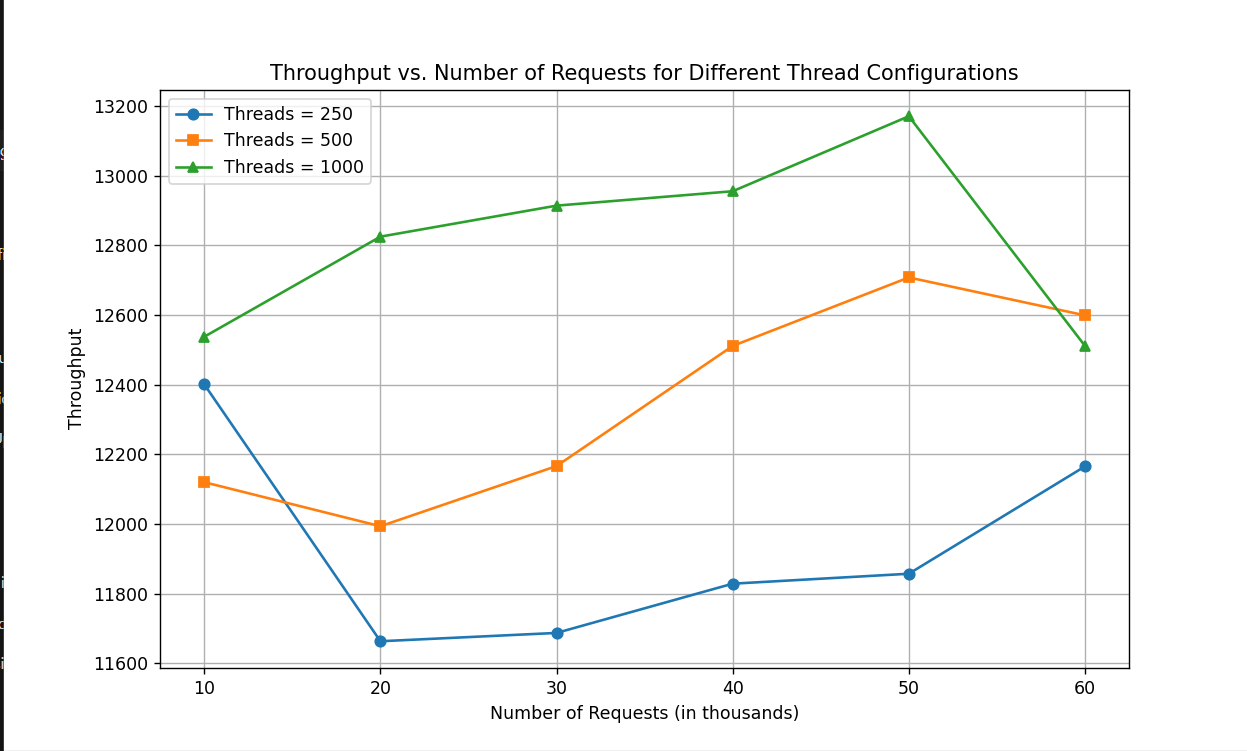 Throughput vs. Number of Requests for Different Thread Configurations
Threads = 250
Threads = 500
Threads = 1000
Throughput
13200
13000
12800
12600
12400
12200
12000
11800
11600
10 20 30 40 50 60
Number of Requests (in thousands)